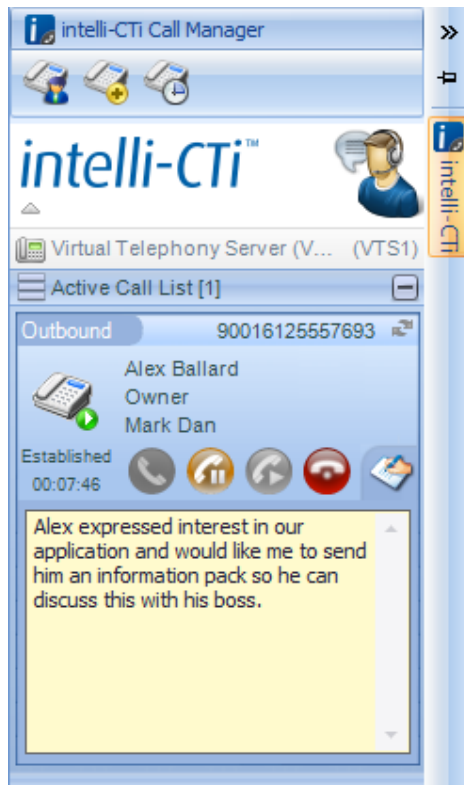 intelli-CTi Call Manager
intelli-CTi™
intelli-CTi
Virtual Telephony Server (V... (VTS1)
Active Call List [1]
Outbound 90016125557693
Alex Ballard
Owner
Mark Dan
Established
00:07:46
Alex expressed interest in our
application and would like me to send
him an information pack so he can
discuss this with his boss.